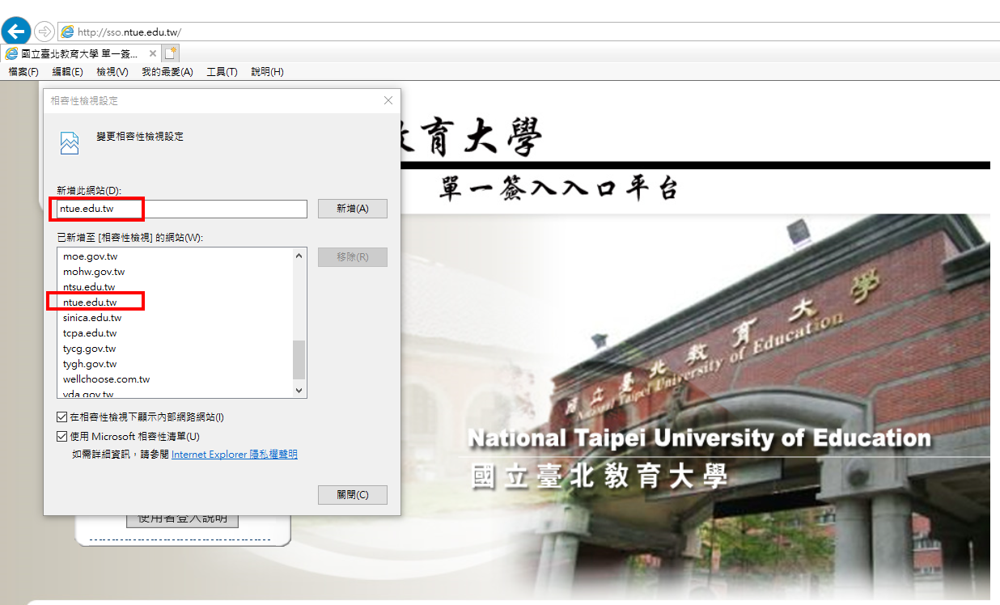 http://sso.ntue.edu.tw/
國立臺北教育大學 單一簽...
檔案(F) 編輯(E) 檢視(V) 我的最愛(A) 工具(T) 說明(H)
相容性檢視設定
變更相容性檢視設定
新增此網站(D):
ntue.edu.tw
新增(A)
已新增至 [相容性檢視] 的網站(W):
moe.gov.tw
mohw.gov.tw
ntsu.edu.tw
ntue.edu.tw
sinica.edu.tw
tcpa.edu.tw
tycg.gov.tw
tygh.gov.tw
wellchoose.com.tw
yda.gov.tw
移除(R)
在相容性檢視下顯示內部網路網站(I)
使用 Microsoft 相容性清單(U)
如需詳細資訊，請參閱 Internet Explorer 隱私權聲明
關閉(C)
使用者登入說明
育大學
單一簽入入口平台
國立臺北教育大學
National Taipei University of Education
National Taipei University of Education
國立臺北教育大學